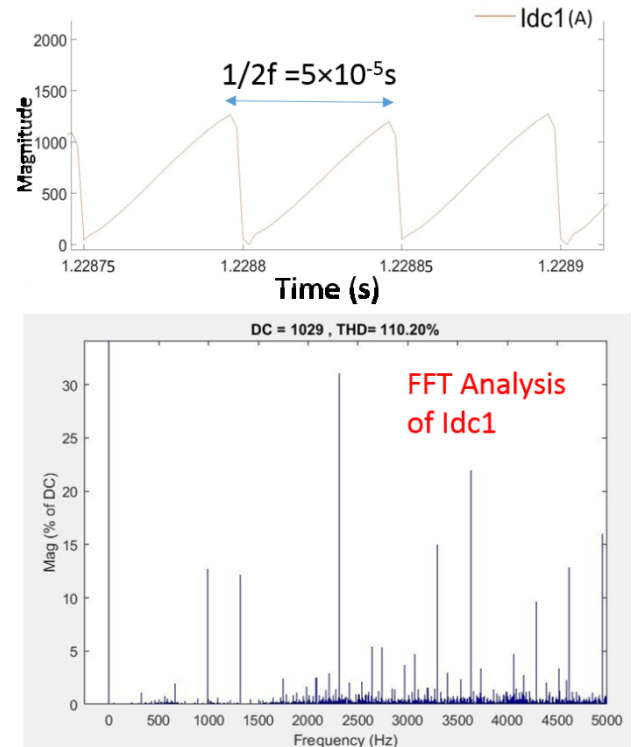 Idc1(A)
2000
1/2f =5×10⁻⁵s
1500
Magnitude
1000
500
0
1.22875 1.2288 1.22885 1.2289
Time (s)
DC = 1029 , THD= 110.20%
30
FFT Analysis
of Idc1
25
20
Mag (% of DC)
15
10
5
0
0 500 1000 1500 2000 2500 3000 3500 4000 4500 5000
Frequency (Hz)